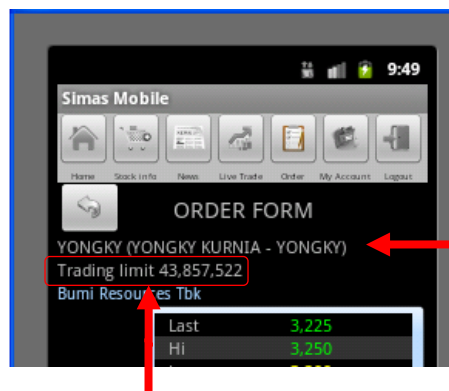 9:49
Simas Mobile
Home Stock info News Live Trade Order My Account Logout
ORDER FORM
YONGKY (YONGKY KURNIA - YONGKY)
Trading limit 43,857,522
Bumi Resources Tbk
Last 3,225
Hi 3,250